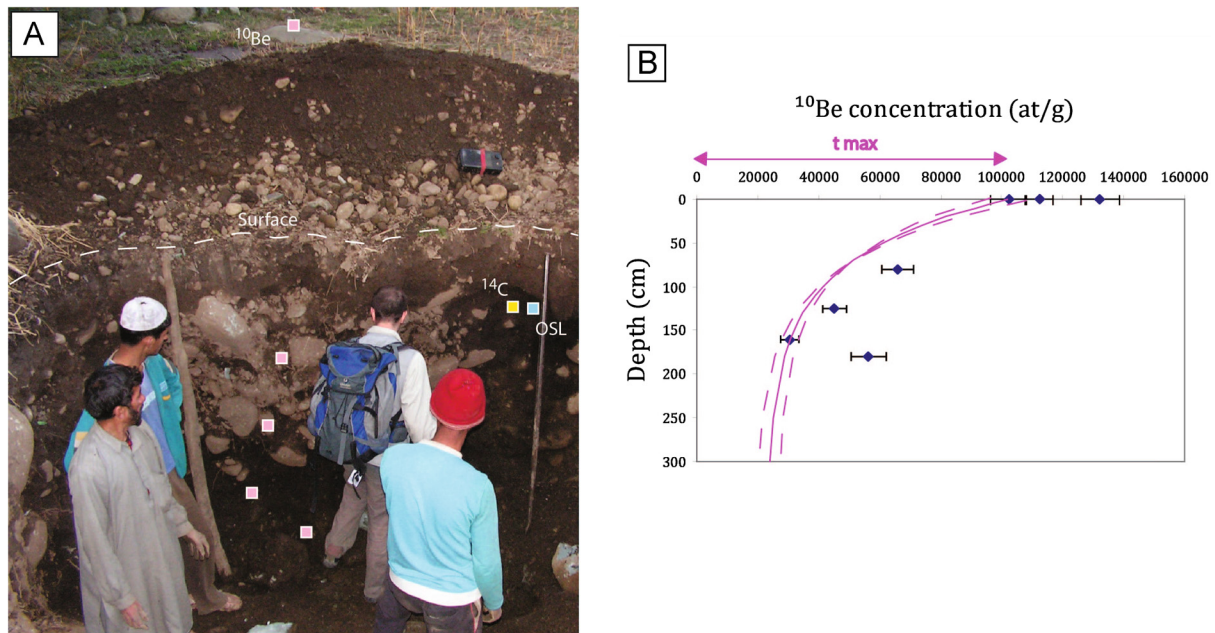 A
¹⁰Be
Surface
¹⁴C
OSL
B
¹⁰Be concentration (at/g)
t max
0 20000 40000 60000 80000 100000 120000 140000 160000
Depth (cm)
0
50
100
150
200
250
300